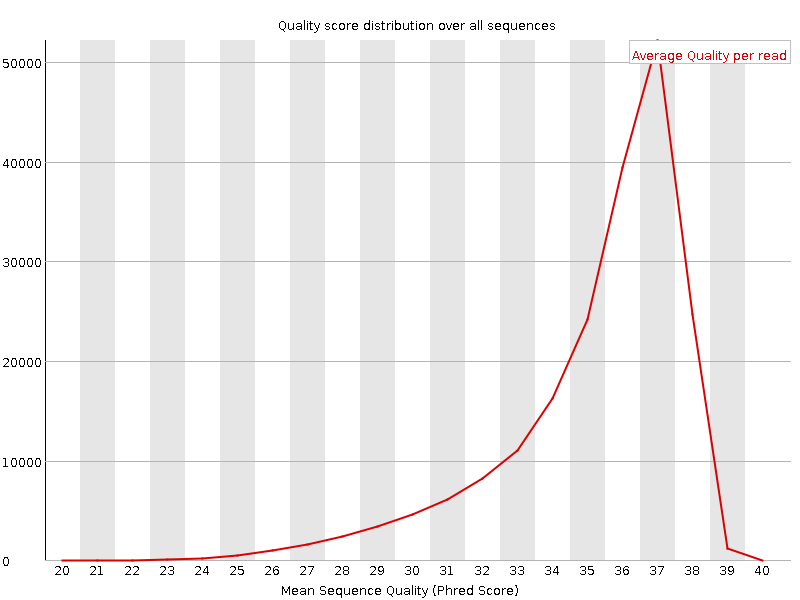 Quality score distribution over all sequences
Average Quality per read
50000
40000
30000
20000
10000
0
20 21 22 23 24 25 26 27 28 29 30 31 32 33 34 35 36 37 38 39 40
Mean Sequence Quality (Phred Score)